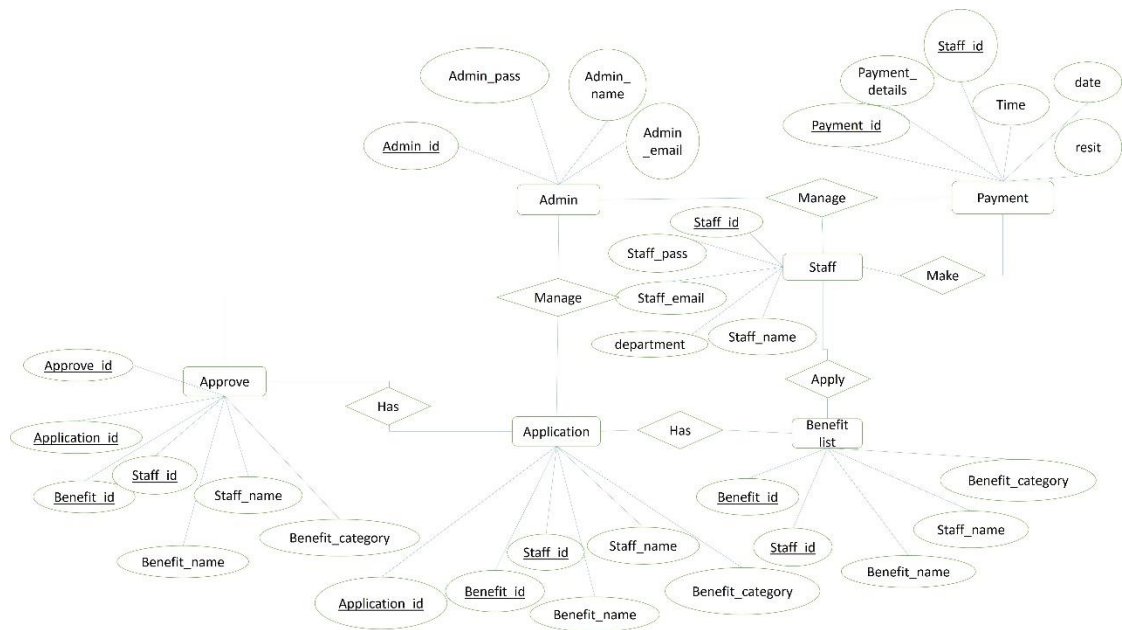 Staff_id
Admin_pass
Admin_
name
Payment_
details
date
Time
Payment_id
Admin_id
Admin
_email
resit
Admin
Manage
Payment
Staff_id
Staff_pass
Staff
Make
Manage
Staff_email
Staff_name
department
Approve_id
Approve
Apply
Has
Application
Has
Benefit
list
Application_id
Benefit_id
Staff_id
Staff_name
Benefit_category
Benefit_name
Staff_id
Staff_name
Application_id
Benefit_id
Benefit_name
Benefit_category
Benefit_id
Benefit_category
Staff_name
Staff_id
Benefit_name